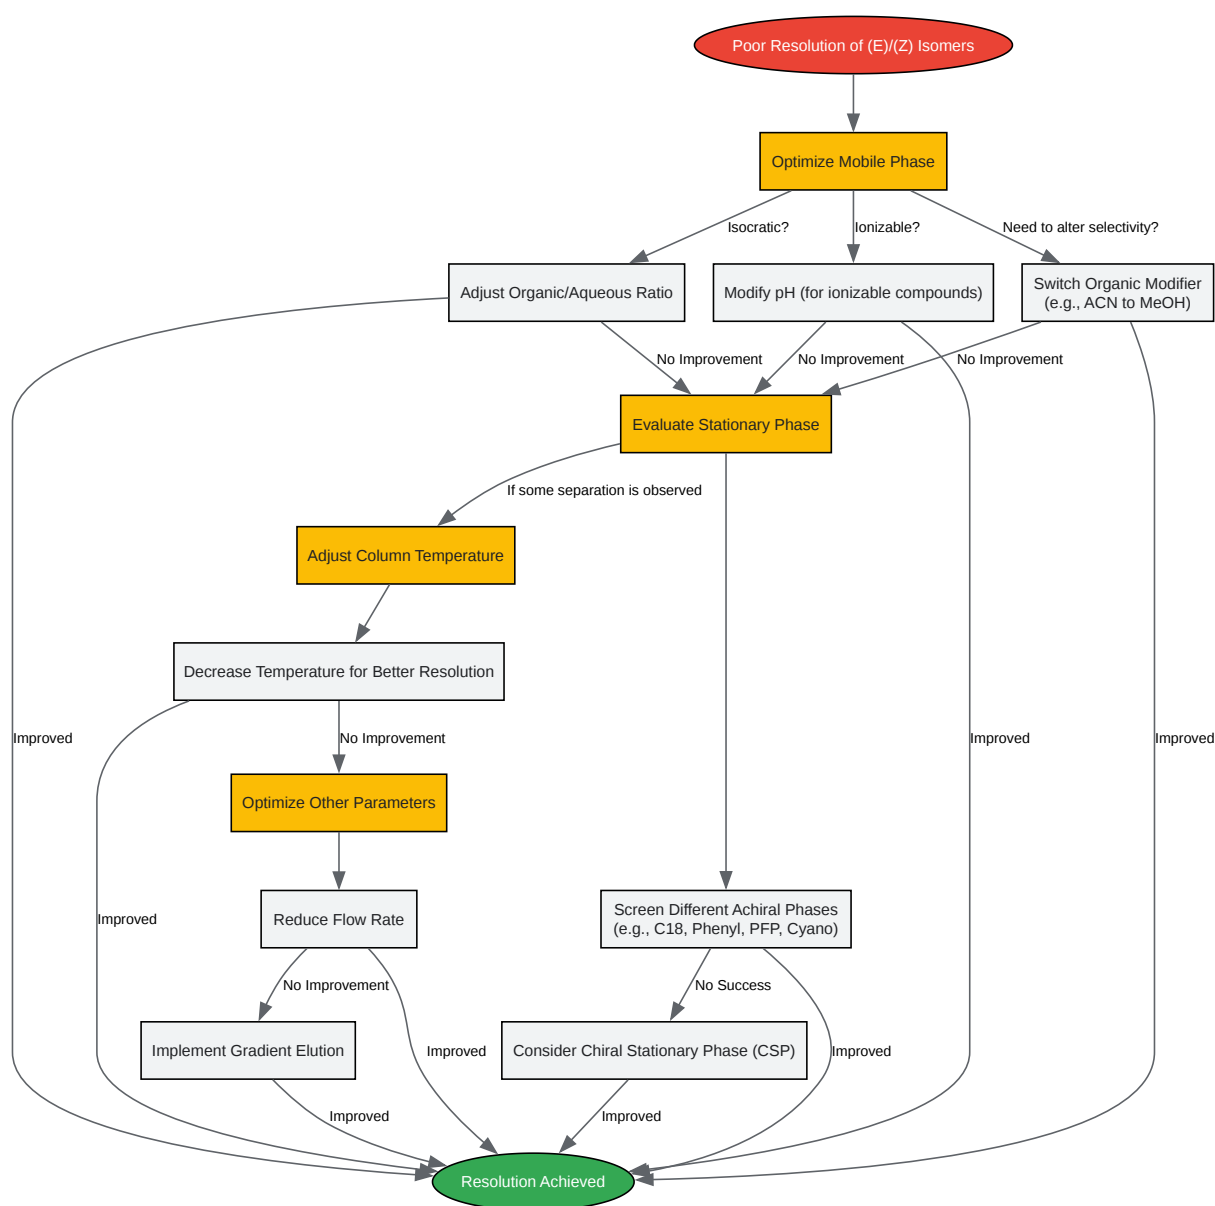 Poor Resolution of (E)/(Z) Isomers
Optimize Mobile Phase
Isocratic?
Ionizable?
Need to alter selectivity?
Adjust Organic/Aqueous Ratio
Modify pH (for ionizable compounds)
Switch Organic Modifier
(e.g., ACN to MeOH)
No Improvement
No Improvement
No Improvement
Evaluate Stationary Phase
If some separation is observed
Adjust Column Temperature
Decrease Temperature for Better Resolution
Improved
No Improvement
Improved
Improved
Optimize Other Parameters
Improved
Reduce Flow Rate
Screen Different Achiral Phases
(e.g., C18, Phenyl, PFP, Cyano)
No Improvement
No Success
Implement Gradient Elution
Improved
Consider Chiral Stationary Phase (CSP)
Improved
Improved
Improved
Resolution Achieved